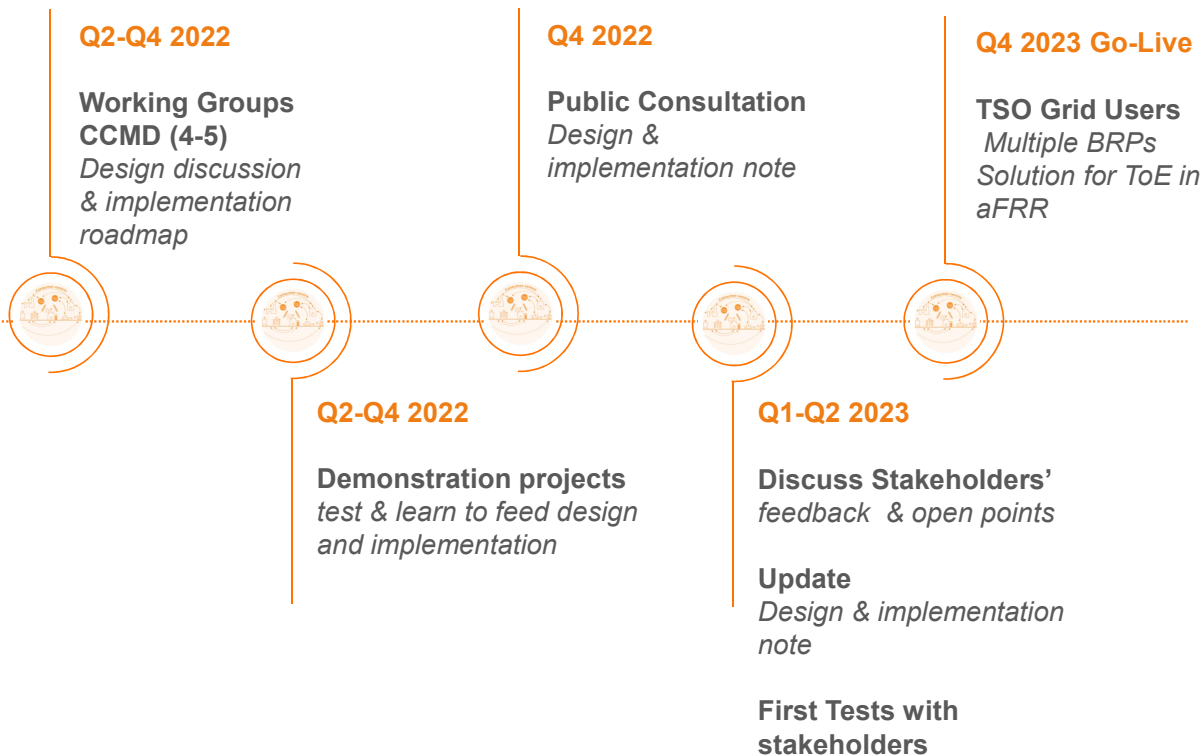 Q2-Q4 2022
Working Groups
CCMD (4-5)
Design discussion
& implementation
roadmap
Q2-Q4 2022
Demonstration projects
test & learn to feed design
and implementation
Q4 2022
Public Consultation
Design &
implementation note
Q1-Q2 2023
Discuss Stakeholders’
feedback & open points
Update
Design & implementation
note
First Tests with
stakeholders
Q4 2023 Go-Live
TSO Grid Users
Multiple BRPs
Solution for ToE in
aFRR